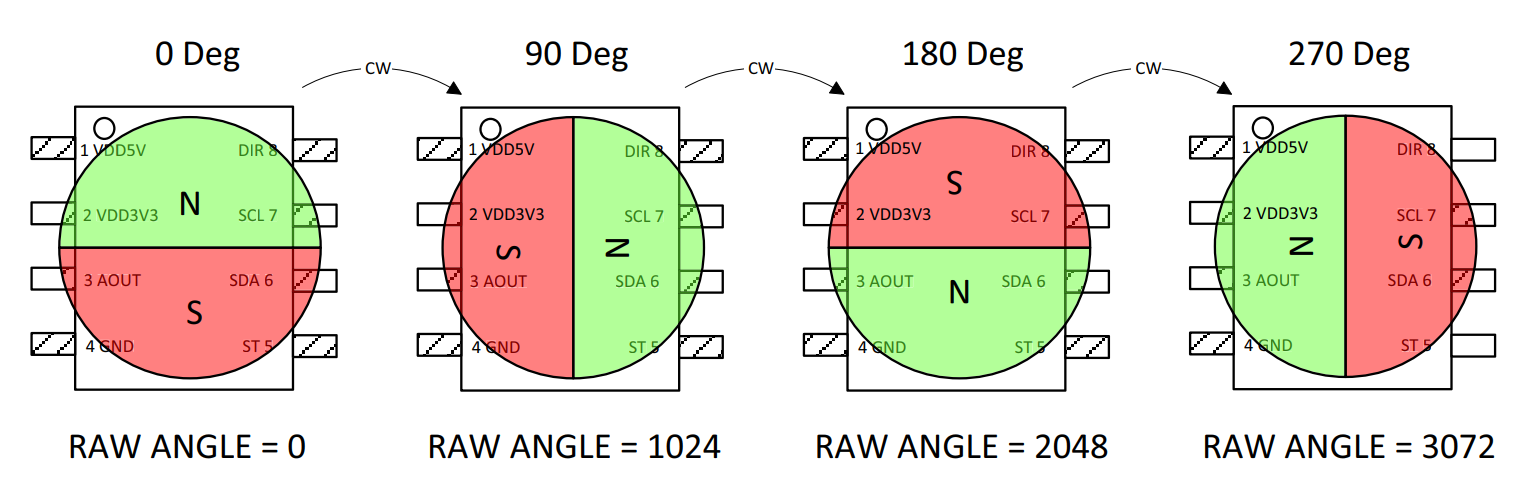 0 Deg
CW
90 Deg
CW
180 Deg
CW
270 Deg
1 VDD5V
DIR 8
2 VDD3V3
SCL 7
N
3 AOUT
SDA 6
S
4 GND
ST 5
1 VDD5V
DIR 8
2 VDD3V3
SCL 7
S
N
3 AOUT
SDA 6
4 GND
ST 5
1 VDD5V
DIR 8
S
2 VDD3V3
SCL 7
3 AOUT
SDA 6
N
4 GND
ST 5
1 VDD5V
DIR 8
2 VDD3V3
SCL 7
N
S
3 AOUT
SDA 6
4 GND
ST 5
RAW ANGLE = 0
RAW ANGLE = 1024
RAW ANGLE = 2048
RAW ANGLE = 3072